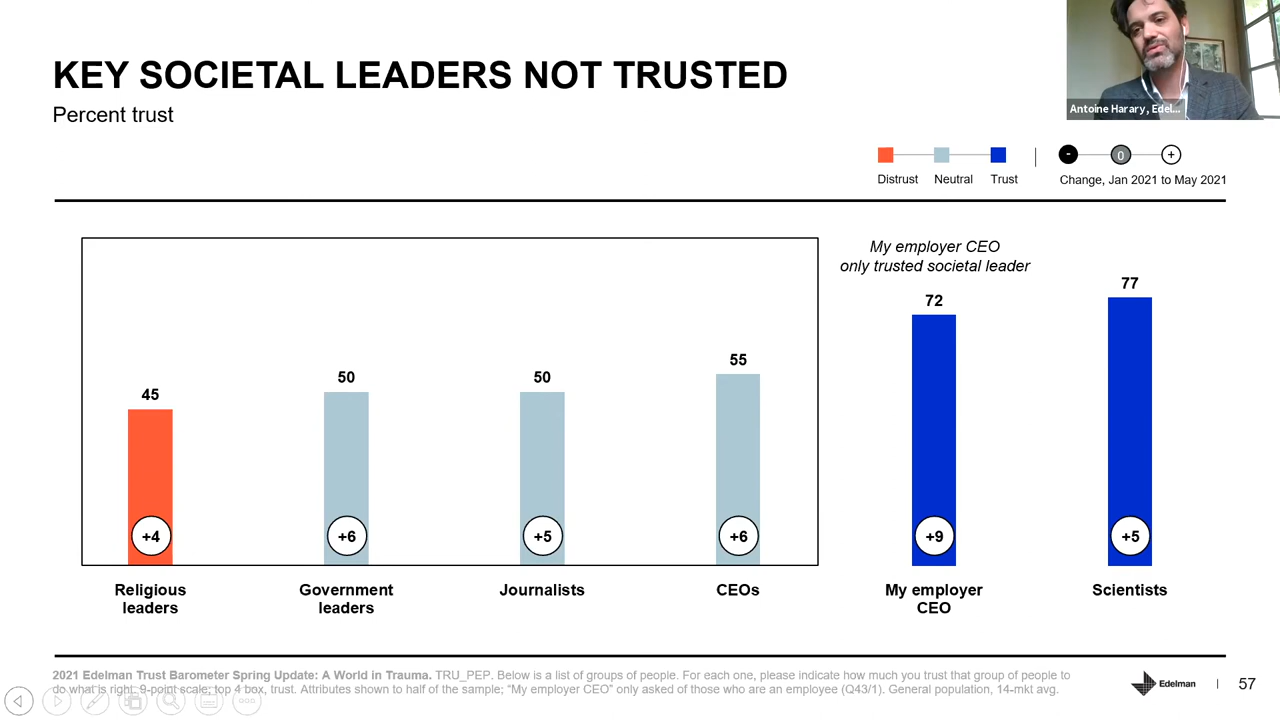 KEY SOCIETAL LEADERS NOT TRUSTED
Percent trust
Antoine Harary, Edel...
Distrust Neutral Trust
- 0 +
Change, Jan 2021 to May 2021
My employer CEO
only trusted societal leader
45
50
50
55
72
77
+4
+6
+5
+6
+9
+5
Religious
leaders
Government
leaders
Journalists
CEOs
My employer
CEO
Scientists
2021 Edelman Trust Barometer Spring Update: A World in Trauma. TRU_PEP. Below is a list of groups of people. For each one, please indicate how much you trust that group of people to
do what is right. 9-point scale; top 4 box, trust. Attributes shown to half of the sample; “My employer CEO” only asked of those who are an employee (Q43/1). General population, 14-mkt avg.
Edelman
57